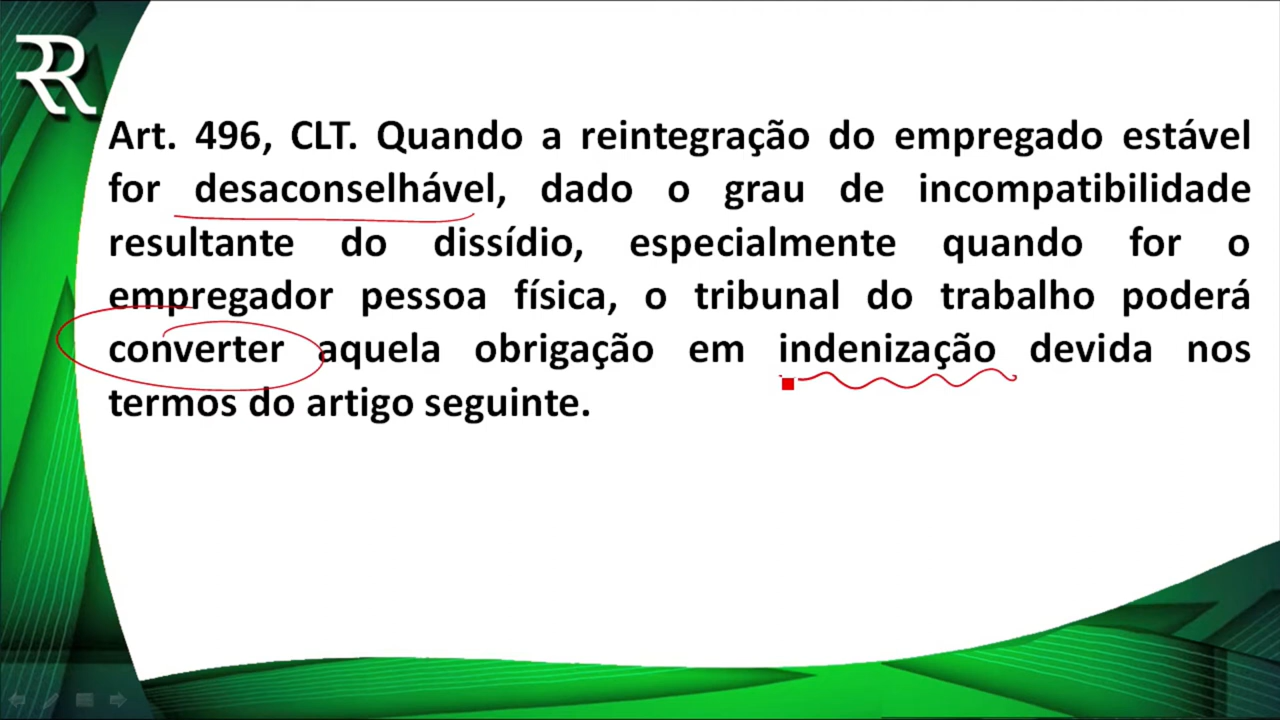 RR
Art. 496, CLT. Quando a reintegração do empregado estável
for desaconselhável, dado o grau de incompatibilidade
resultante do dissídio, especialmente quando for o
empregador pessoa física, o tribunal do trabalho poderá
converter aquela obrigação em indenização devida nos
termos do artigo seguinte.